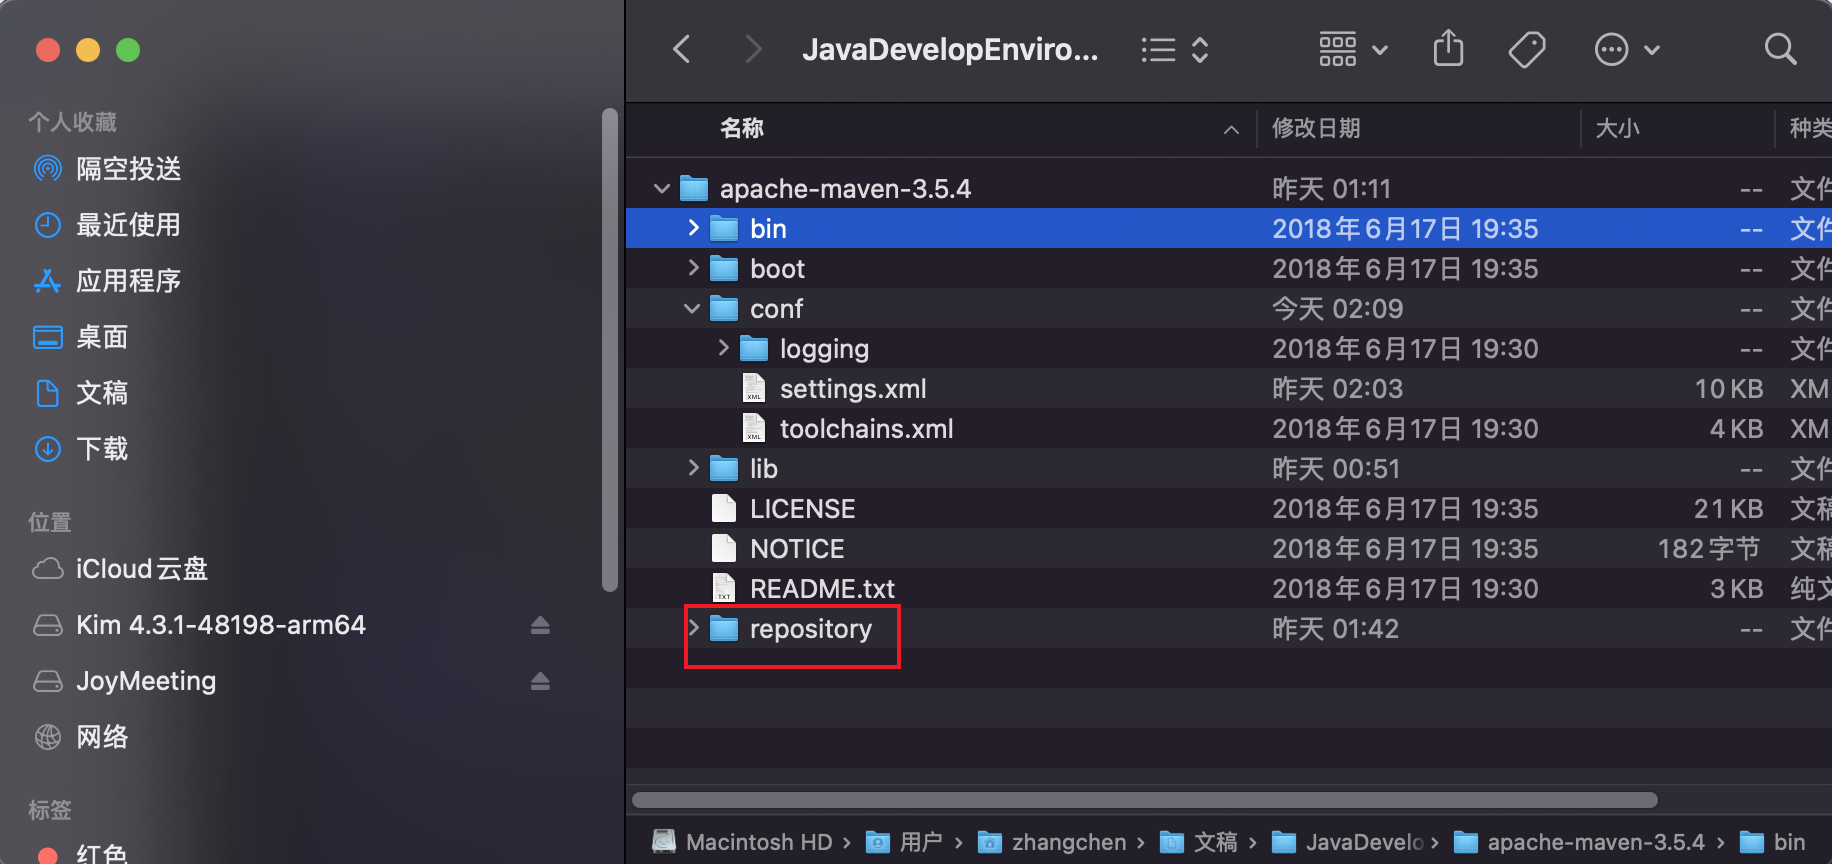 JavaDevelopEnviro...
个人收藏
隔空投送
最近使用
应用程序
桌面
文稿
下载
位置
iCloud云盘
Kim 4.3.1-48198-arm64
JoyMeeting
网络
标签
红色
名称 修改日期 大小 种类
apache-maven-3.5.4 昨天 01:11 -- 文件
bin 2018年6月17日 19:35 -- 文件
boot 2018年6月17日 19:35 -- 文件
conf 今天 02:09 -- 文件
logging 2018年6月17日 19:30 -- 文件
settings.xml 昨天 02:03 10 KB XM
toolchains.xml 2018年6月17日 19:30 4 KB XM
lib 昨天 00:51 -- 文件
LICENSE 2018年6月17日 19:35 21 KB 文稿
NOTICE 2018年6月17日 19:35 182 字节 文稿
README.txt 2018年6月17日 19:30 3 KB 纯文
repository 昨天 01:42 -- 文件
Macintosh HD › 用户 › zhangchen › 文稿 › JavaDevelo › apache-maven-3.5.4 › bin